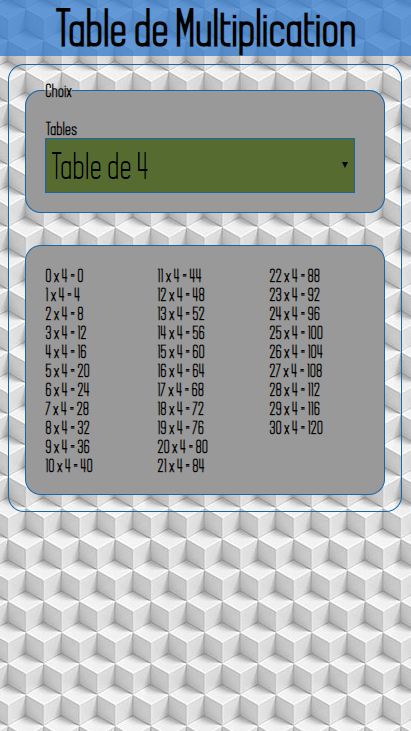 Table de Multiplication
Choix
Tables
Table de 4
0 x 4 = 0
1 x 4 = 4
2 x 4 = 8
3 x 4 = 12
4 x 4 = 16
5 x 4 = 20
6 x 4 = 24
7 x 4 = 28
8 x 4 = 32
9 x 4 = 36
10 x 4 = 40
11 x 4 = 44
12 x 4 = 48
13 x 4 = 52
14 x 4 = 56
15 x 4 = 60
16 x 4 = 64
17 x 4 = 68
18 x 4 = 72
19 x 4 = 76
20 x 4 = 80
21 x 4 = 84
22 x 4 = 88
23 x 4 = 92
24 x 4 = 96
25 x 4 = 100
26 x 4 = 104
27 x 4 = 108
28 x 4 = 112
29 x 4 = 116
30 x 4 = 120